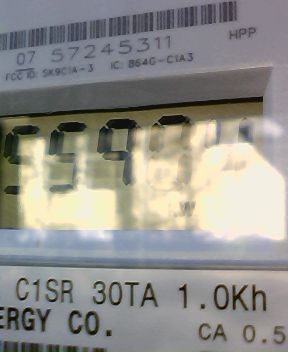 07 57245311
HPP
FCC ID: SK9C1A-3 IC: 864G-C1A3
C1SR 30TA 1.0Kh
ERGY CO.
CA 0.5